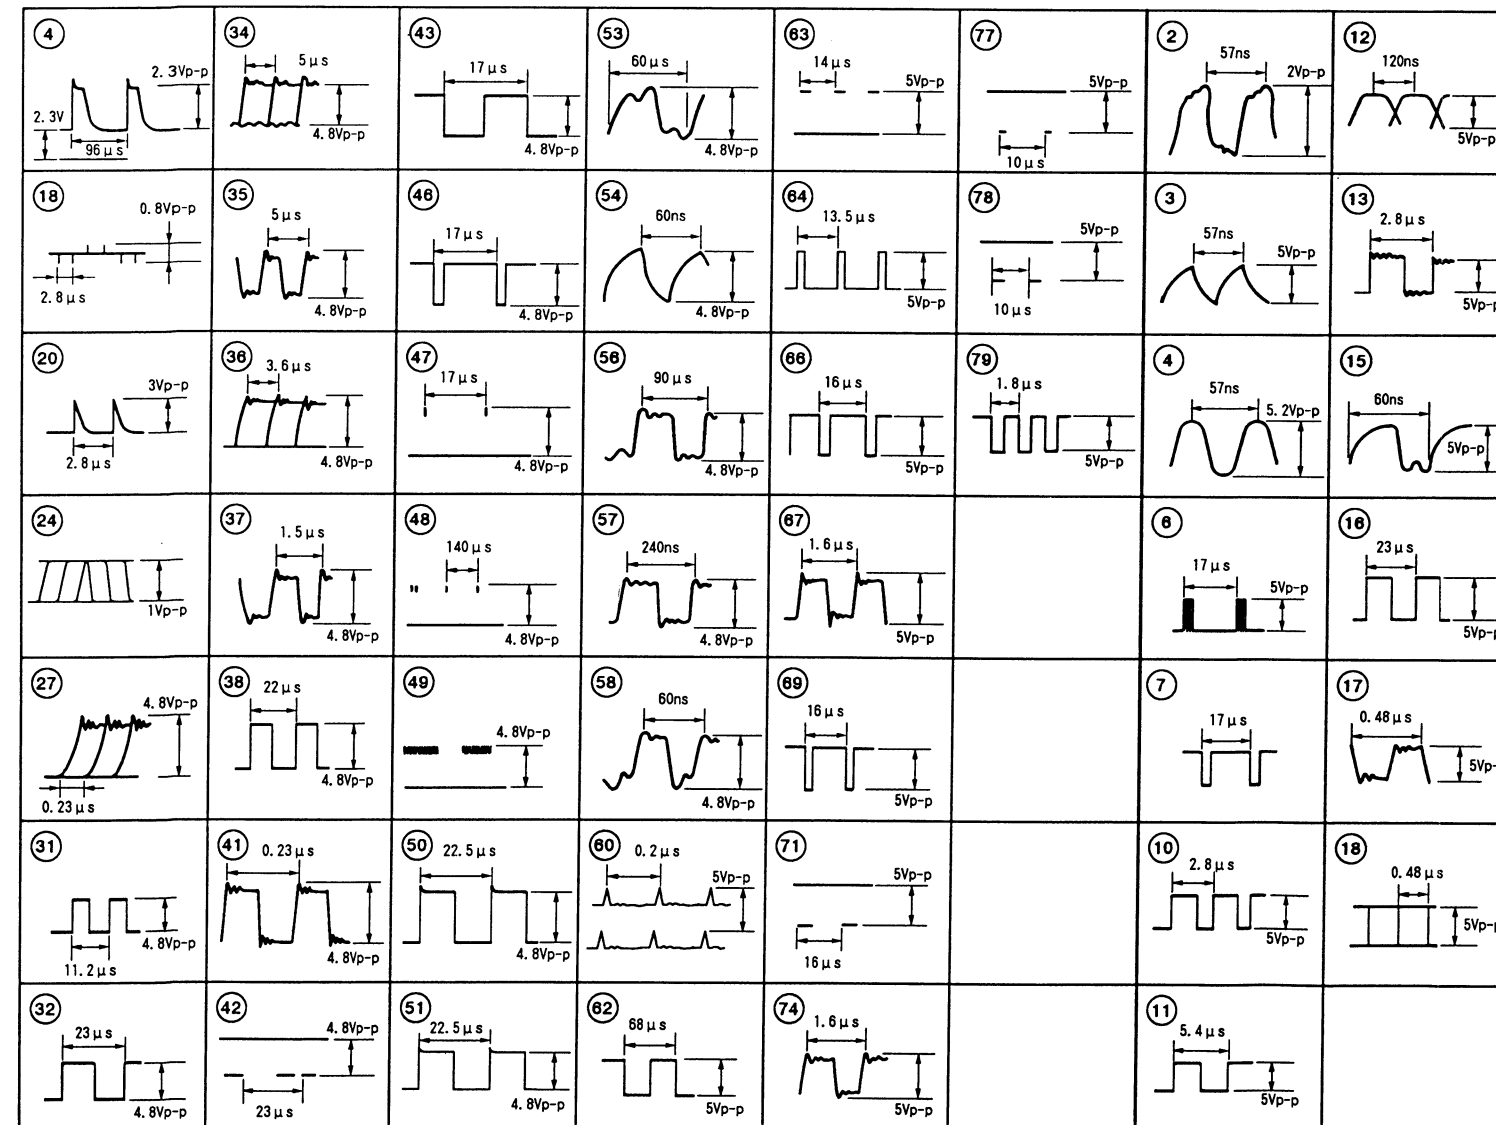 4
2.3Vp-p
2.3V
96μs
34
5μs
4.8Vp-p
43
17μs
4.8Vp-p
53
60μs
4.8Vp-p
63
14μs
5Vp-p
77
5Vp-p
10μs
2
57ns
2Vp-p
12
120ns
5Vp-p
18
0.8Vp-p
2.8μs
35
5μs
4.8Vp-p
46
17μs
4.8Vp-p
54
60ns
4.8Vp-p
64
13.5μs
5Vp-p
78
5Vp-p
10μs
3
57ns
5Vp-p
13
2.8μs
5Vp-p
20
3Vp-p
2.8μs
36
3.6μs
4.8Vp-p
47
17μs
4.8Vp-p
56
90μs
4.8Vp-p
66
16μs
5Vp-p
79
1.8μs
5Vp-p
4
57ns
5.2Vp-p
15
60ns
5Vp-p
24
1Vp-p
37
1.5μs
4.8Vp-p
48
140μs
4.8Vp-p
57
240ns
4.8Vp-p
67
1.6μs
5Vp-p
6
17μs
5Vp-p
16
23μs
5Vp-p
27
4.8Vp-p
0.23μs
38
22μs
4.8Vp-p
49
4.8Vp-p
58
60ns
4.8Vp-p
69
16μs
5Vp-p
7
17μs
17
0.48μs
5Vp-p
31
4.8Vp-p
11.2μs
41
0.23μs
4.8Vp-p
50
22.5μs
4.8Vp-p
60
0.2μs
5Vp-p
71
5Vp-p
16μs
10
2.8μs
5Vp-p
18
0.48μs
5Vp-p
32
23μs
4.8Vp-p
42
4.8Vp-p
23μs
51
22.5μs
4.8Vp-p
62
68μs
5Vp-p
74
1.6μs
5Vp-p
11
5.4μs
5Vp-p